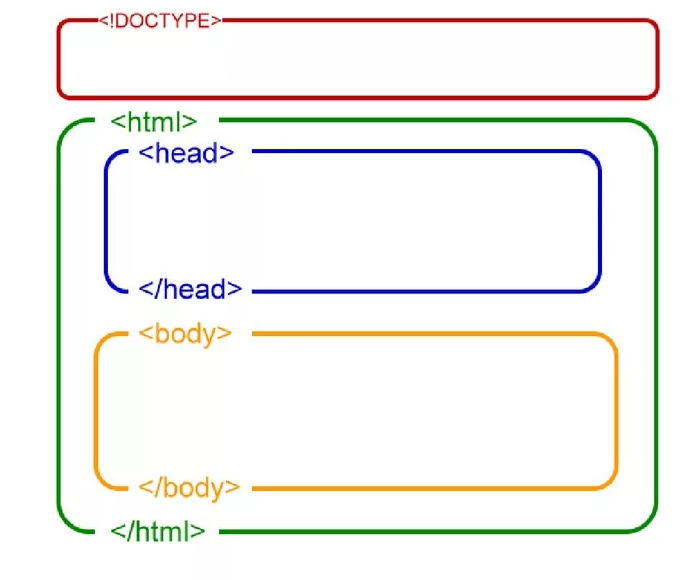 <!DOCTYPE>
<html>
<head>
</head>
<body>
</body>
</html>